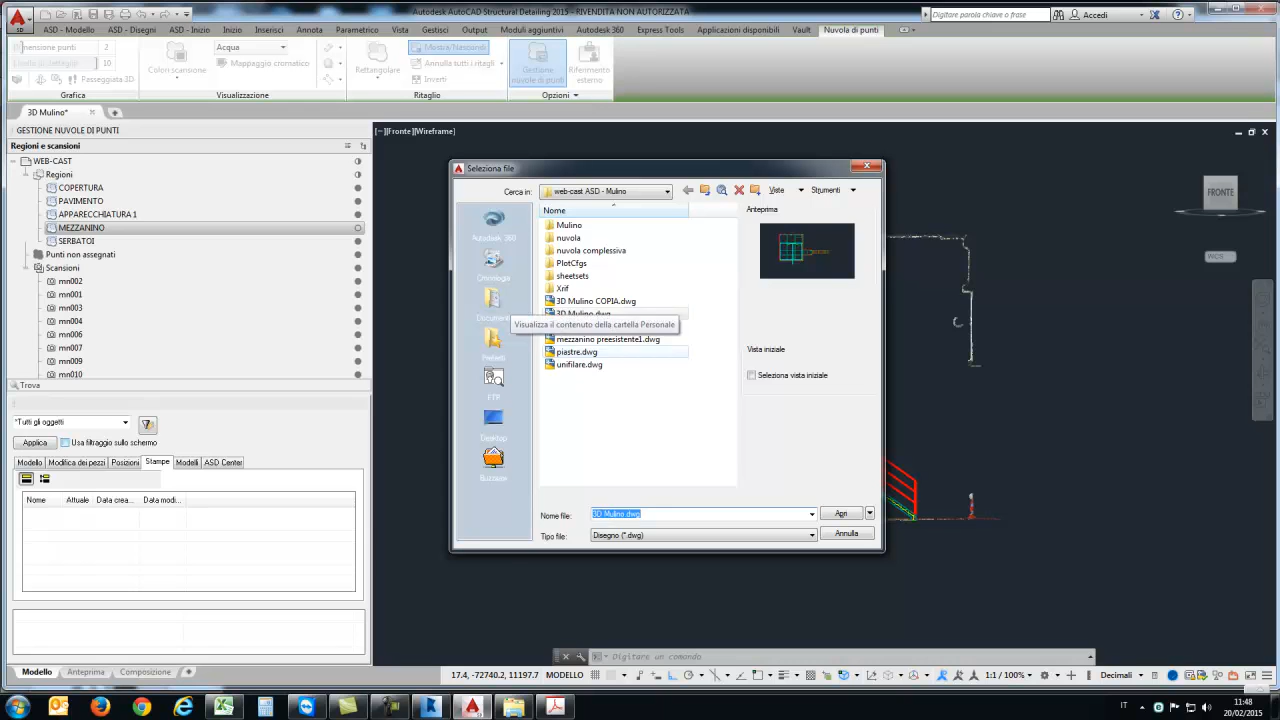 Autodesk AutoCAD Structural Detailing 2015 - RIVENDITA NON AUTORIZZATA
Digitare parola chiave o frase
Accedi
ASD - Modello
ASD - Disegni
ASD - Inizio
Inizio
Inserisci
Annota
Parametrico
Vista
Gestisci
Output
Moduli aggiuntivi
Autodesk 360
Express Tools
Applicazioni disponibili
Vault
Nuvola di punti
Dimensione punti 2
10
Passeggiata 3D
Grafica
Colori scansione
Acqua
Mappaggio cromatico
Visualizzazione
Rettangolare
Mostra/Nascondi
Annulla tutti i ritagli
Inverti
Ritaglio
Gestione
nuvole di punti
Riferimento
esterno
Opzioni
3D Mulino*
GESTIONE NUVOLE DI PUNTI
Regioni e scansioni
WEB-CAST
Regioni
COPERTURA
PAVIMENTO
APPARECCHIATURA 1
MEZZANINO
SERBATOI
Punti non assegnati
Scansioni
mn002
mn001
mn003
mn004
mn006
mn007
mn009
mn010
Trova
*Tutti gli oggetti
Applica
Usa filtraggio sullo schermo
Modello
Modifica dei pezzi
Posizioni
Stampe
Modelli
ASD Center
Nome
Attuale
Data crea...
Data modi...
[−][Fronte][Wireframe]
FRONTE
WCS
Seleziona file
Cerca in:
web-cast ASD - Mulino
Viste
Strumenti
Nome
Mulino
nuvola
nuvola complessiva
PlotCfgs
sheetsets
Xrif
3D Mulino COPIA.dwg
3D Mulino.dwg
mezzanino preesistente1.dwg
piastre.dwg
unifilare.dwg
Visualizza il contenuto della cartella Personale
Autodesk 360
Cronologia
Documenti
Preferiti
FTP
Desktop
Buzzsaw
Anteprima
Vista iniziale
Seleziona vista iniziale
Nome file:
3D Mulino.dwg
Apri
Tipo file:
Disegno (*.dwg)
Annulla
Digitare un comando
Modello
Anteprima
Composizione
17.4, -72740.2, 11197.7
MODELLO
1:1 / 100%
Decimali
IT
11:48
20/02/2015